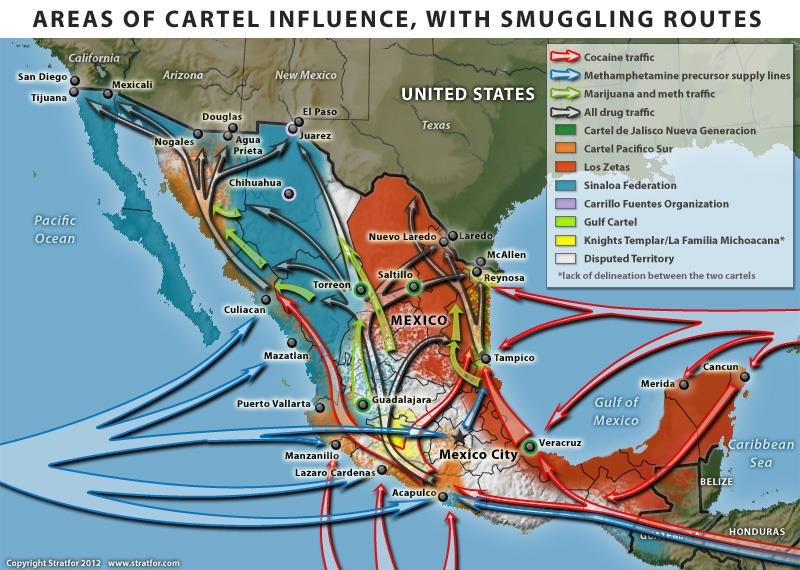 AREAS OF CARTEL INFLUENCE, WITH SMUGGLING ROUTES
California
Arizona
New Mexico
San Diego
Tijuana
Mexicali
Douglas
El Paso
Nogales
Agua
Prieta
Juarez
UNITED STATES
Texas
Cocaine traffic
Methamphetamine precursor supply lines
Marijuana and meth traffic
All drug traffic
Cartel de Jalisco Nueva Generacion
Cartel Pacifico Sur
Los Zetas
Sinaloa Federation
Carrillo Fuentes Organization
Gulf Cartel
Knights Templar/La Familia Michoacana*
Disputed Territory
*lack of delineation between the two cartels
Chihuahua
Pacific
Ocean
Nuevo Laredo
Laredo
McAllen
Reynosa
Torreon
Saltillo
Culiacan
MEXICO
Mazatlan
Tampico
Cancun
Merida
Puerto Vallarta
Guadalajara
Gulf of
Mexico
Veracruz
Caribbean
Sea
Mexico City
Manzanillo
Lazaro Cardenas
Acapulco
BELIZE
GUATEMALA
HONDURAS
Copyright Stratfor 2012 www.stratfor.com